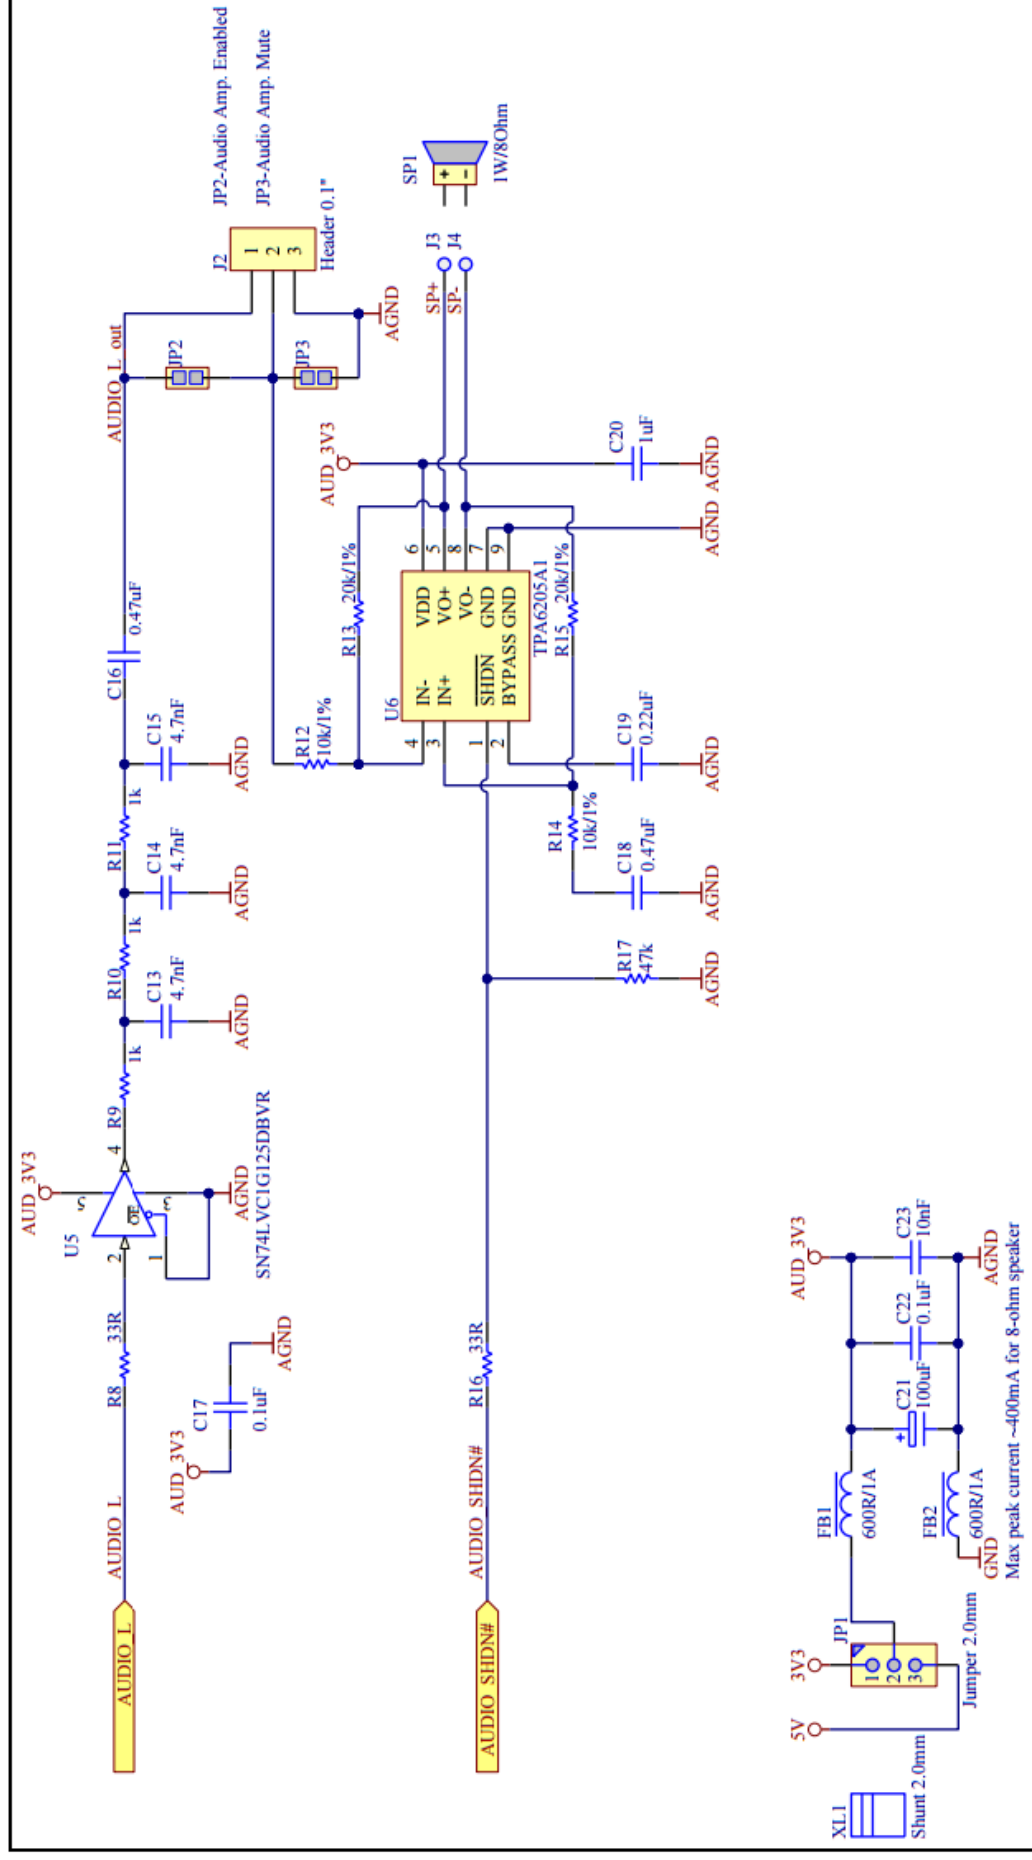 AUDIO_L
AUDIO_L
R8
33R
U5
AUD_3V3
5
2
4
OE
1
3
AGND
SN74LVC1G125DBVR
AUD_3V3
C17
0.1uF
AGND
R9
1k
C13
4.7nF
AGND
R10
1k
C14
4.7nF
AGND
R11
1k
C15
4.7nF
AGND
C16
0.47uF
AUDIO_L_out
JP2
JP3
AGND
J2
1
2
3
Header 0.1"
JP2-Audio Amp. Enabled
JP3-Audio Amp. Mute
AUDIO_SHDN#
AUDIO_SHDN#
R16
33R
R17
47k
AGND
R12
10k/1%
R13
20k/1%
AUD_3V3
U6
4
IN-
VDD
6
3
IN+
VO+
5
VO-
8
1
SHDN
GND
7
2
BYPASS
GND
9
TPA6205A1
R14
10k/1%
R15
20k/1%
C18
0.47uF
AGND
C19
0.22uF
AGND
C20
1uF
AGND
AGND
SP+
J3
SP-
J4
SP1
+
-
1W/8Ohm
XL1
Shunt 2.0mm
5V
3V3
JP1
1
2
3
Jumper 2.0mm
FB1
600R/1A
FB2
600R/1A
GND
C21
100uF
+
C22
0.1uF
C23
10nF
AUD_3V3
AGND
Max peak current ~400mA for 8-ohm speaker